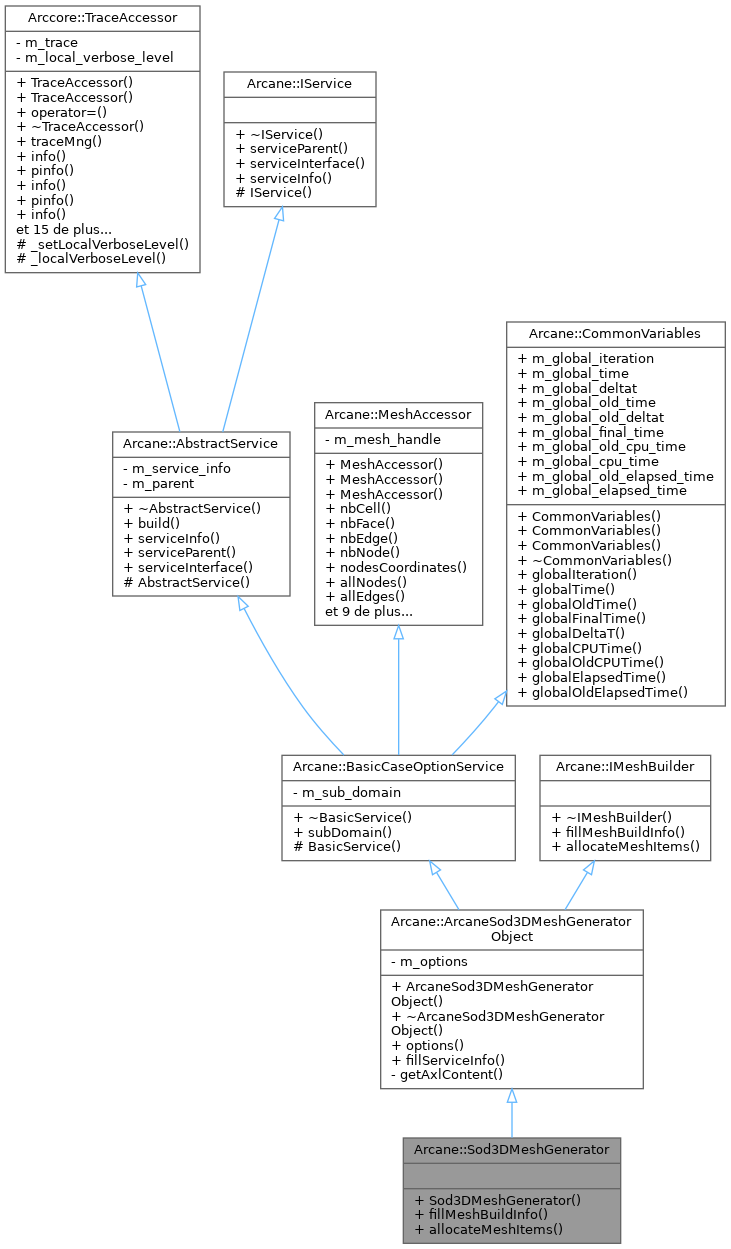 Arccore::TraceAccessor
- m_trace
- m_local_verbose_level
+ TraceAccessor()
+ TraceAccessor()
+ operator=()
+ ~TraceAccessor()
+ traceMng()
+ info()
+ pinfo()
+ info()
+ pinfo()
+ info()
et 15 de plus...
# _setLocalVerboseLevel()
# _localVerboseLevel()
Arcane::IService
+ ~IService()
+ serviceParent()
+ serviceInterface()
+ serviceInfo()
# IService()
Arcane::CommonVariables
+ m_global_iteration
+ m_global_time
+ m_global_deltat
+ m_global_old_time
+ m_global_old_deltat
+ m_global_final_time
+ m_global_old_cpu_time
+ m_global_cpu_time
+ m_global_old_elapsed_time
+ m_global_elapsed_time
+ CommonVariables()
+ CommonVariables()
+ CommonVariables()
+ ~CommonVariables()
+ globalIteration()
+ globalTime()
+ globalOldTime()
+ globalFinalTime()
+ globalDeltaT()
+ globalCPUTime()
+ globalOldCPUTime()
+ globalElapsedTime()
+ globalOldElapsedTime()
Arcane::MeshAccessor
- m_mesh_handle
+ MeshAccessor()
+ MeshAccessor()
+ MeshAccessor()
+ nbCell()
+ nbFace()
+ nbEdge()
+ nbNode()
+ nodesCoordinates()
+ allNodes()
+ allEdges()
et 9 de plus...
Arcane::AbstractService
- m_service_info
- m_parent
+ ~AbstractService()
+ build()
+ serviceInfo()
+ serviceParent()
+ serviceInterface()
# AbstractService()
Arcane::BasicCaseOptionService
- m_sub_domain
+ ~BasicService()
+ subDomain()
# BasicService()
Arcane::IMeshBuilder
+ ~IMeshBuilder()
+ fillMeshBuildInfo()
+ allocateMeshItems()
Arcane::ArcaneSod3DMeshGenerator
Object
- m_options
+ ArcaneSod3DMeshGenerator
Object()
+ ~ArcaneSod3DMeshGenerator
Object()
+ options()
+ fillServiceInfo()
- getAxlContent()
Arcane::Sod3DMeshGenerator
+ Sod3DMeshGenerator()
+ fillMeshBuildInfo()
+ allocateMeshItems()